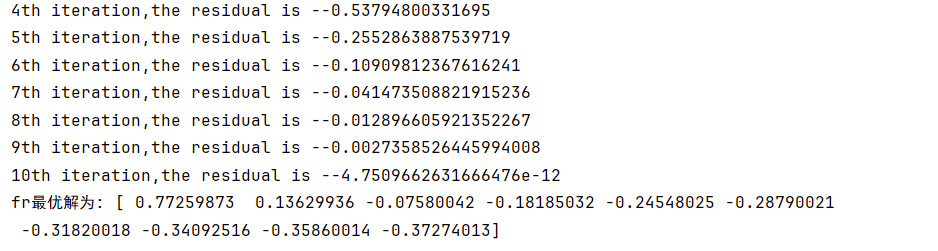 4th iteration,the residual is --0.53794800331695
5th iteration,the residual is --0.2552863887539719
6th iteration,the residual is --0.10909812367616241
7th iteration,the residual is --0.041473508821915236
8th iteration,the residual is --0.012896605921352267
9th iteration,the residual is --0.0027358526445994008
10th iteration,the residual is --4.7509662631666476e-12
fr最优解为: [ 0.77259873  0.13629936 -0.07580042 -0.18185032 -0.24548025 -0.28790021
 -0.31820018 -0.34092516 -0.35860014 -0.37274013]